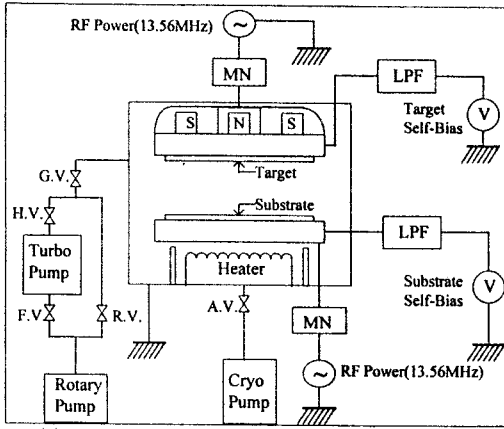 RF Power(13.56MHz)
~
MN
LPF
S
N
S
V
Target
Self-Bias
G.V.
Target
H.V.
Substrate
Turbo
Pump
LPF
Heater
V
Substrate
Self-Bias
F.V
R.V.
A.V.
MN
Rotary
Pump
Cryo
Pump
~
RF Power(13.56MHz)